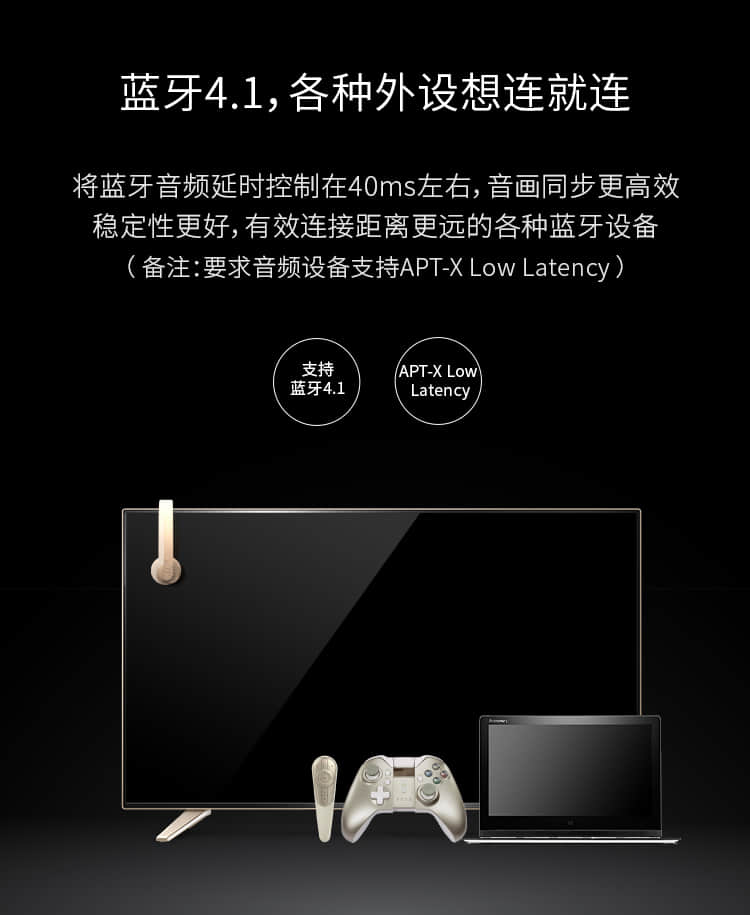 蓝牙4.1，各种外设想连就连
将蓝牙音频延时控制在40ms左右，音画同步更高效
稳定性更好，有效连接距离更远的各种蓝牙设备
（备注：要求音频设备支持APT-X Low Latency）
支持
蓝牙4.1
APT-X Low
Latency